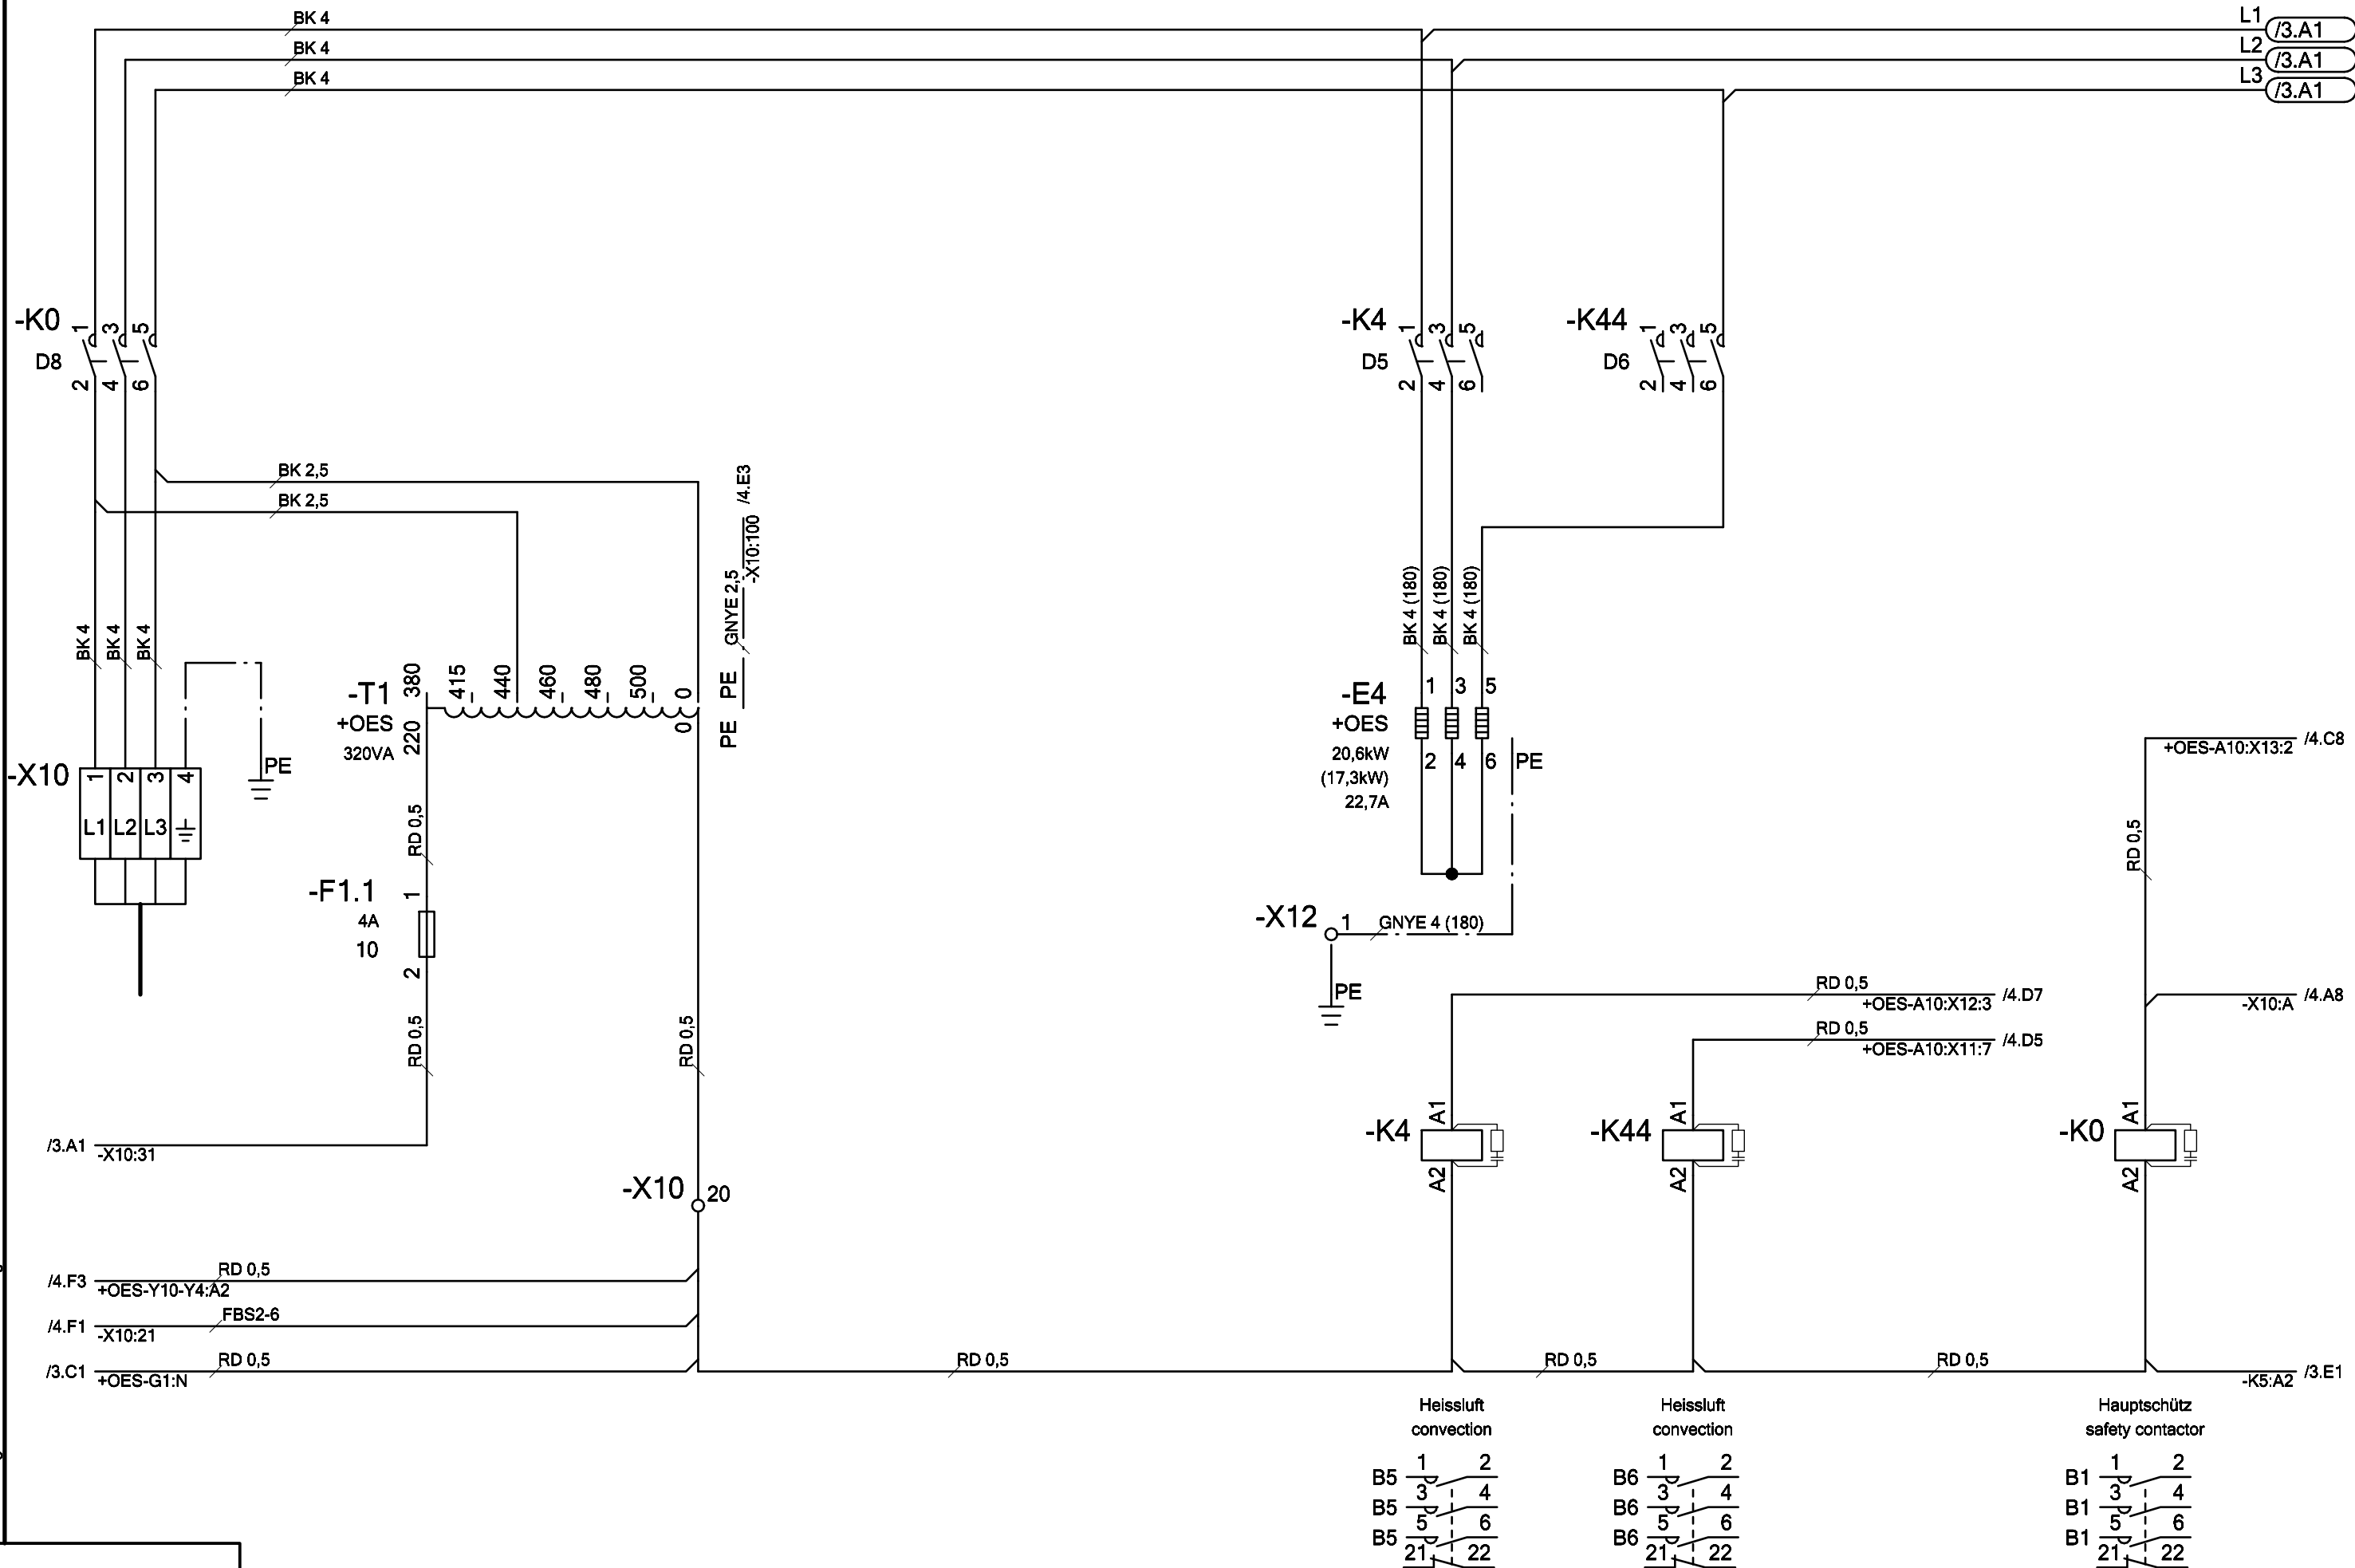 BK 4
L1 /3.A1
BK 4
L2 /3.A1
BK 4
L3 /3.A1
-K0 1 3 5
D8
2 4 6
-K4 1 3 5
D5
2 4 6
-K44 1 3 5
D6
2 4 6
BK 2,5
BK 2,5
/4.E3
-X10:100
GNYE 2,5
PE
BK 4 BK 4 BK 4
BK 4 (180) BK 4 (180) BK 4 (180)
-T1 380 415 440 460 480 500 0
+OES
320VA
220 0 PE
-E4 1 3 5
+OES
20,6kW
(17,3kW)
22,7A
2 4 6 PE
-X10 1 2 3 4 PE
L1 L2 L3
RD 0,5
-F1.1 1
4A
10
2
RD 0,5
RD 0,5
-X12 1 GNYE 4 (180)
PE
+OES-A10:X13:2 /4.C8
RD 0,5
RD 0,5
+OES-A10:X12:3 /4.D7
-X10:A /4.A8
RD 0,5
+OES-A10:X11:7 /4.D5
-K4 A1
A2
-K44 A1
A2
-K0 A1
A2
/3.A1 -X10:31
-X10 20
/4.F3 RD 0,5
+OES-Y10-Y4:A2
/4.F1 FBS2-6
-X10:21
/3.C1 RD 0,5
+OES-G1:N
RD 0,5
RD 0,5
RD 0,5
-K5:A2 /3.E1
Heissluft
convection
B5 1 2
B5 3 4
B5 5 6
21 22
Heissluft
convection
B6 1 2
B6 3 4
B6 5 6
21 22
Hauptschütz
safety contactor
B1 1 2
B1 3 4
B1 5 6
21 22